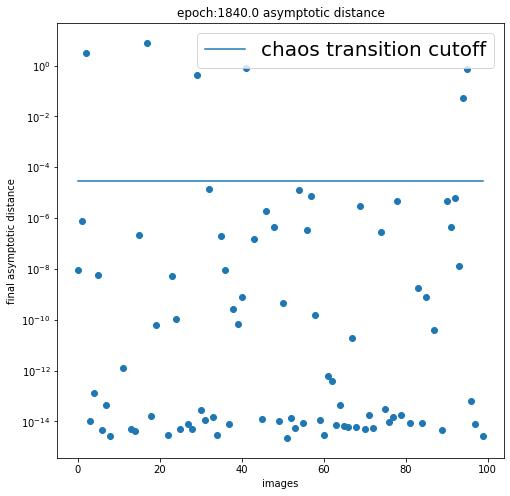 epoch:1840.0 asymptotic distance
chaos transition cutoff
final asymptotic distance
10^0
10^-2
10^-4
10^-6
10^-8
10^-10
10^-12
10^-14
0 20 40 60 80 100
images